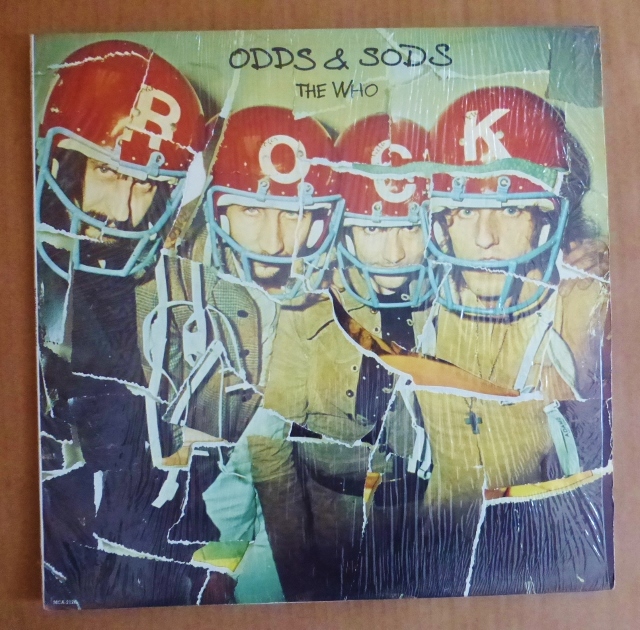 ODDS & SODS
THE WHO
R O C K